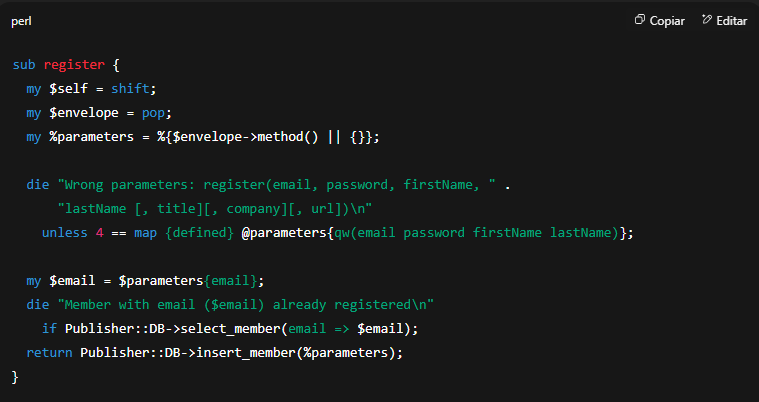 perl
Copiar
Editar
sub register {
  my $self = shift;
  my $envelope = pop;
  my %parameters = %{$envelope->method() || {}};

  die "Wrong parameters: register(email, password, firstName, " .
      "lastName [, title][, company][, url])\n"
    unless 4 == map {defined} @parameters{qw(email password firstName lastName)};

  my $email = $parameters{email};
  die "Member with email ($email) already registered\n"
    if Publisher::DB->select_member(email => $email);
  return Publisher::DB->insert_member(%parameters);
}